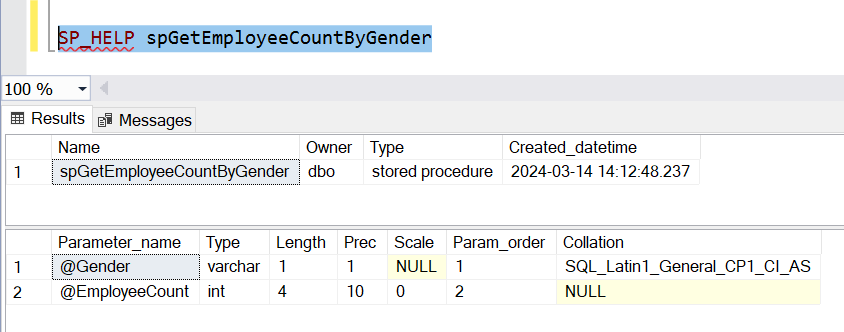 SP_HELP spGetEmployeeCountByGender
100 %
Results Messages
Name Owner Type Created_datetime
1 spGetEmployeeCountByGender dbo stored procedure 2024-03-14 14:12:48.237
Parameter_name Type Length Prec Scale Param_order Collation
1 @Gender varchar 1 1 NULL 1 SQL_Latin1_General_CP1_CI_AS
2 @EmployeeCount int 4 10 0 2 NULL